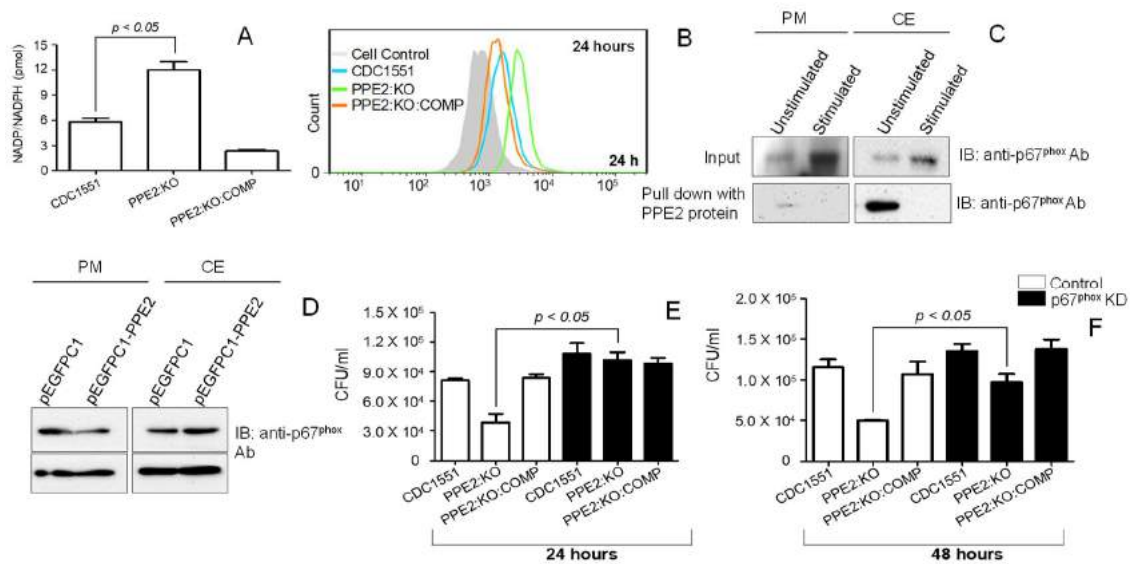 A
p < 0.05
NADP/NADPH (pmol)
15
12
9
6
3
0
CDC1551
PPE2:KO
PPE2:KO:COMP
B
24 hours
Cell Control
CDC1551
PPE2:KO
PPE2:KO:COMP
Count
24 h
0
10¹
10²
10³
10⁴
10⁵
C
PM
CE
Unstimulated
Stimulated
Unstimulated
Stimulated
Input
IB: anti-p67ᵖʰᵒˣ Ab
Pull down with
PPE2 protein
IB: anti-p67ᵖʰᵒˣ Ab
D
PM
CE
pEGFPC1
pEGFPC1-PPE2
pEGFPC1
pEGFPC1-PPE2
IB: anti-p67ᵖʰᵒˣ
Ab
E
p < 0.05
CFU/ml
1.5 X 10⁵
1.2 X 10⁵
9.0 X 10⁴
6.0 X 10⁴
3.0 X 10⁴
0
CDC1551
PPE2:KO
PPE2:KO:COMP
CDC1551
PPE2:KO
PPE2:KO:COMP
24 hours
Control
p67ᵖʰᵒˣ KD
F
p < 0.05
CFU/ml
2.0 X 10⁵
1.5 X 10⁵
1.0 X 10⁵
5.0 X 10⁴
0
CDC1551
PPE2:KO
PPE2:KO:COMP
CDC1551
PPE2:KO
PPE2:KO:COMP
48 hours